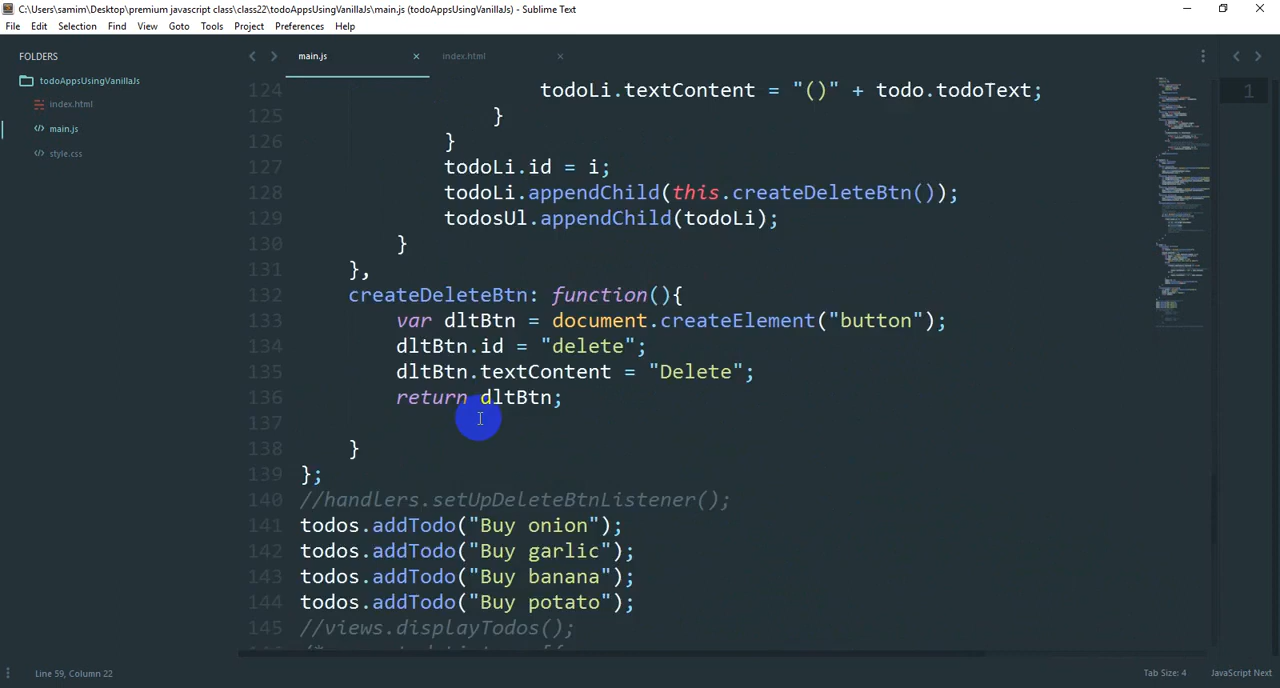 C:\Users\samim\Desktop\premium javascript class\class22\todoAppsUsingVanillaJs\main.js (todoAppsUsingVanillaJs) - Sublime Text
File Edit Selection Find View Goto Tools Project Preferences Help
FOLDERS
todoAppsUsingVanillaJs
index.html
main.js
style.css
main.js index.html
124 todoLi.textContent = "()" + todo.todoText;
125 }
126 }
127 todoLi.id = i;
128 todoLi.appendChild(this.createDeleteBtn());
129 todosUl.appendChild(todoLi);
130 }
131 },
132 createDeleteBtn: function(){
133 var dltBtn = document.createElement("button");
134 dltBtn.id = "delete";
135 dltBtn.textContent = "Delete";
136 return dltBtn;
137
138 }
139 };
140 //handlers.setUpDeleteBtnListener();
141 todos.addTodo("Buy onion");
142 todos.addTodo("Buy garlic");
143 todos.addTodo("Buy banana");
144 todos.addTodo("Buy potato");
145 //views.displayTodos();
1
Line 59, Column 22
Tab Size: 4
JavaScript Next